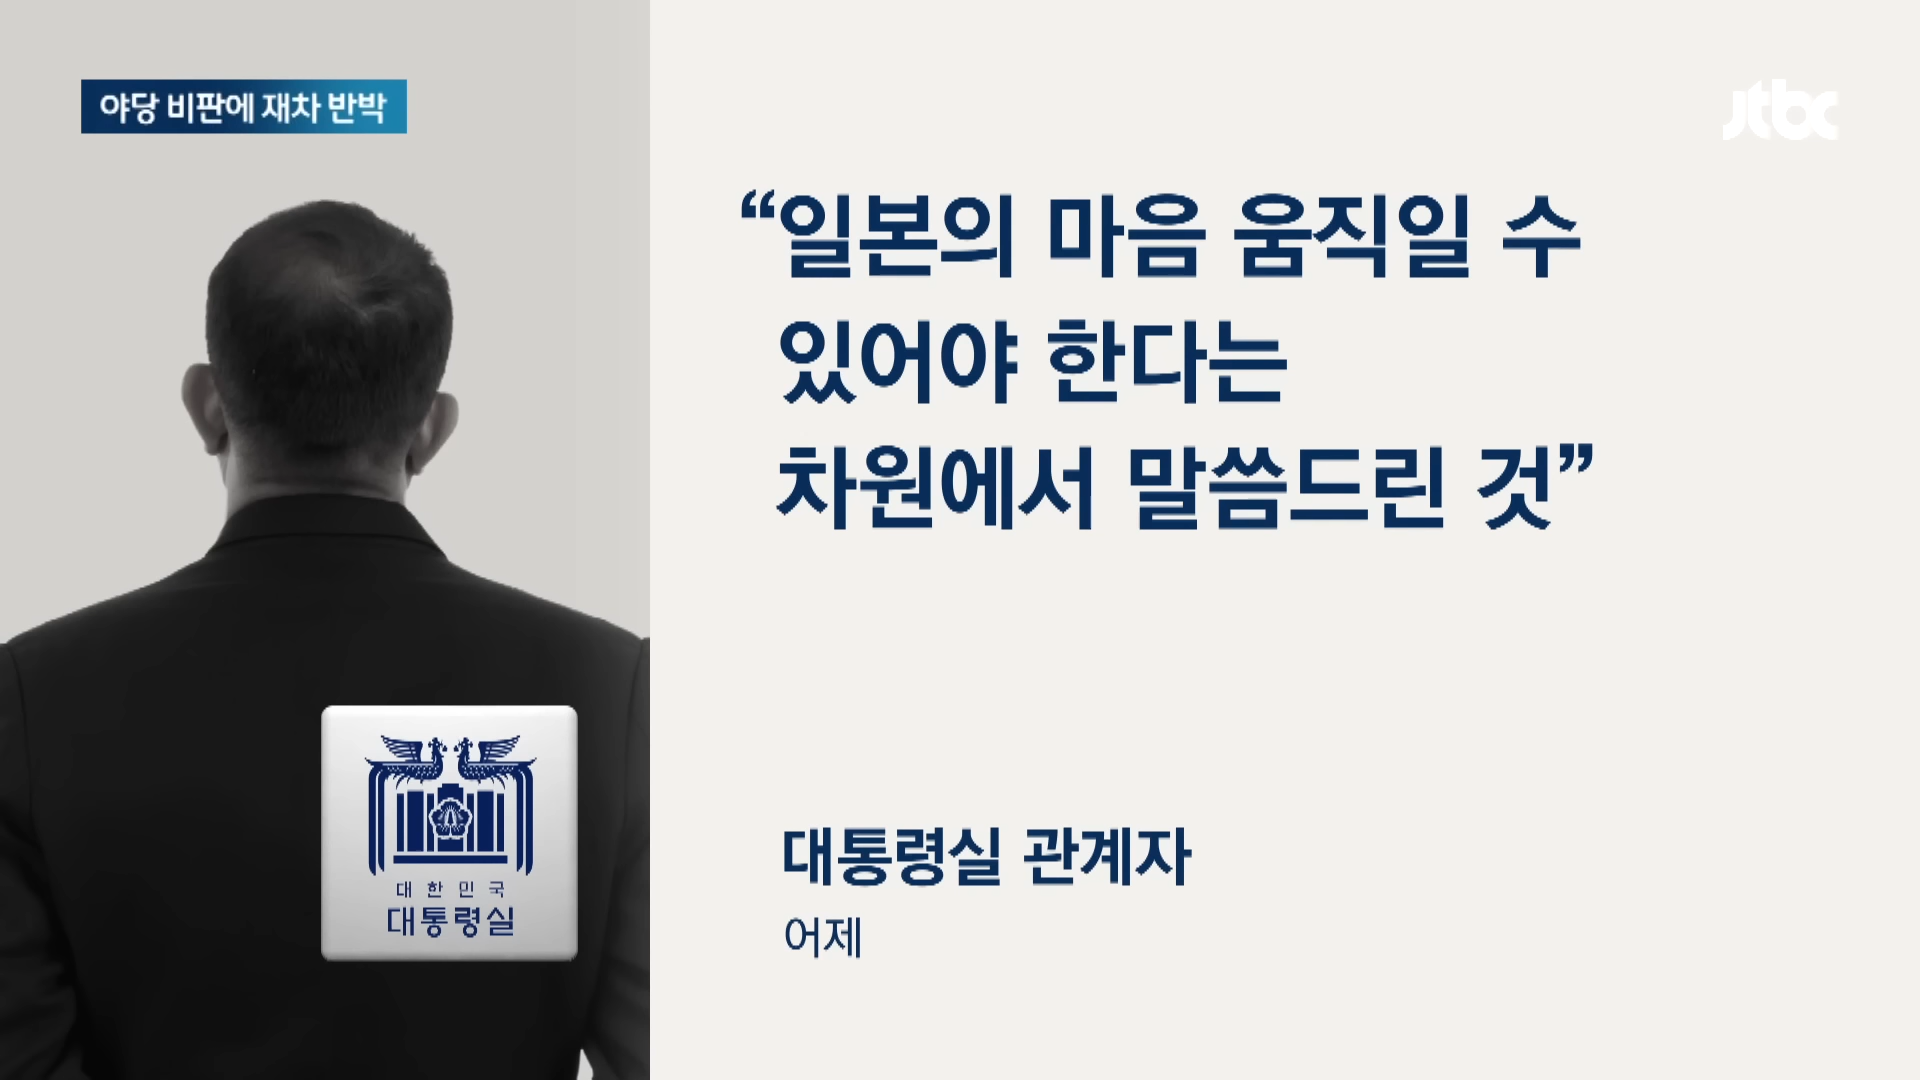 야당 비판에 재차 반박
jtbc
“일본의 마음 움직일 수
있어야 한다는
차원에서 말씀드린 것”
대통령실 관계자
어제
대한민국
대통령실